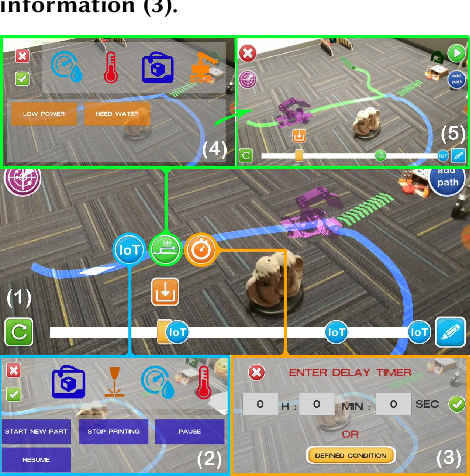 information (3).
LOW POWER NEED WATER
(4)
add
path
IoT
(5)
add
path
IoT
(1)
IoT IoT IoT
START NEW PART STOP PRINTING PAUSE
RESUME
(2)
ENTER DELAY TIMER
0 H : 0 MIN : 0 SEC
OR
DEFINED CONDITION
(3)